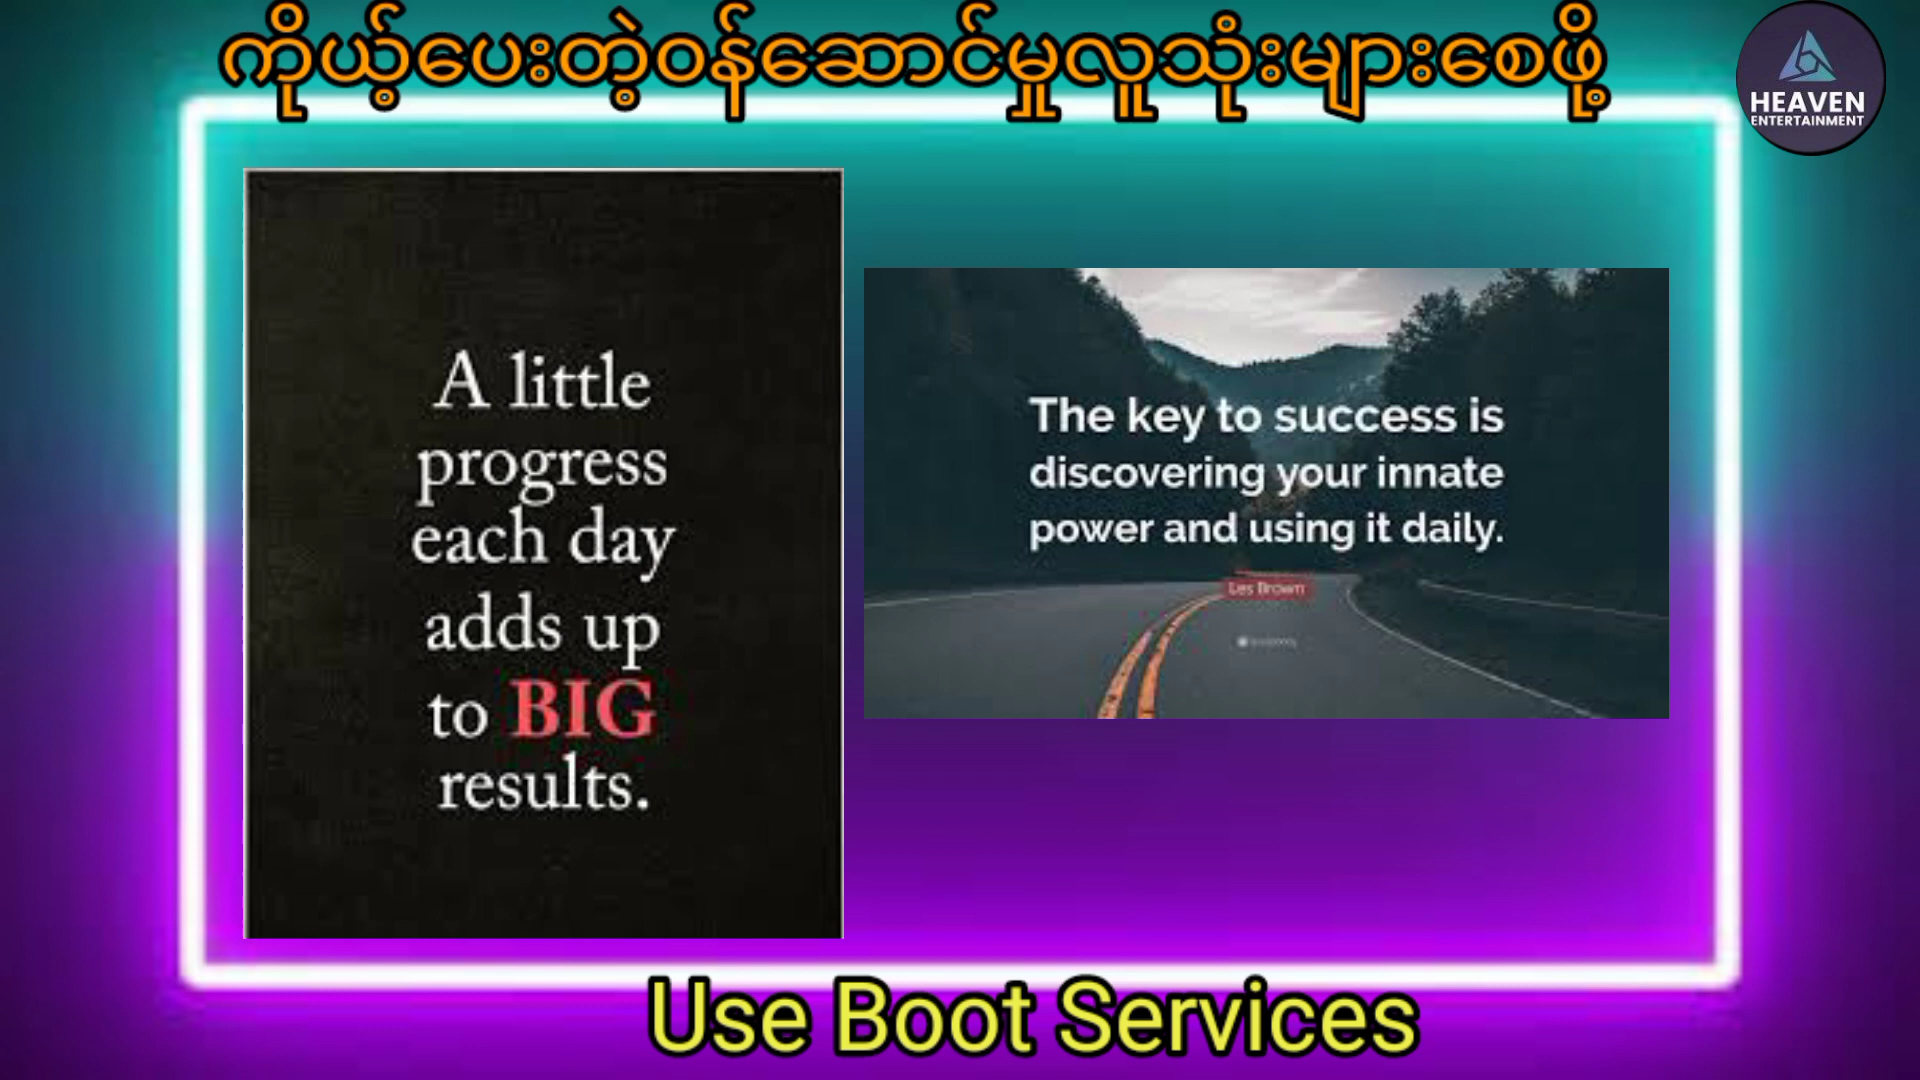 ကိုယ့်ပေးတဲ့ဝန်ဆောင်မှုလူသုံးများစေဖို့
HEAVEN
ENTERTAINMENT
A little
progress
each day
adds up
to BIG
results.
The key to success is
discovering your innate
power and using it daily.
Les Brown
Use Boot Services